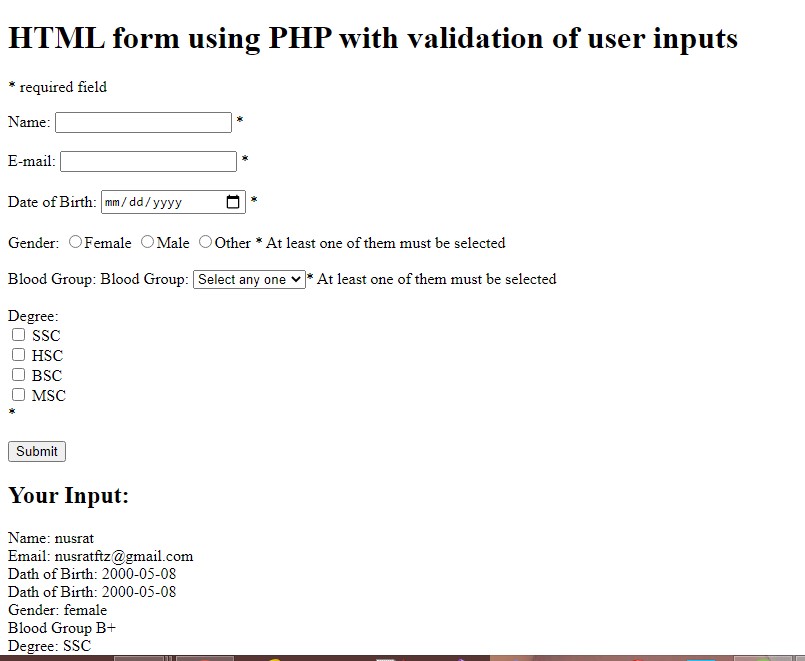 HTML form using PHP with validation of user inputs
* required field
Name: *
E-mail: *
Date of Birth: mm/dd/yyyy *
Gender: Female Male Other * At least one of them must be selected
Blood Group: Blood Group: Select any one * At least one of them must be selected
Degree:
SSC
HSC
BSC
MSC
*
Submit
Your Input:
Name: nusrat
Email: nusratftz@gmail.com
Dath of Birth: 2000-05-08
Dath of Birth: 2000-05-08
Gender: female
Blood Group B+
Degree: SSC